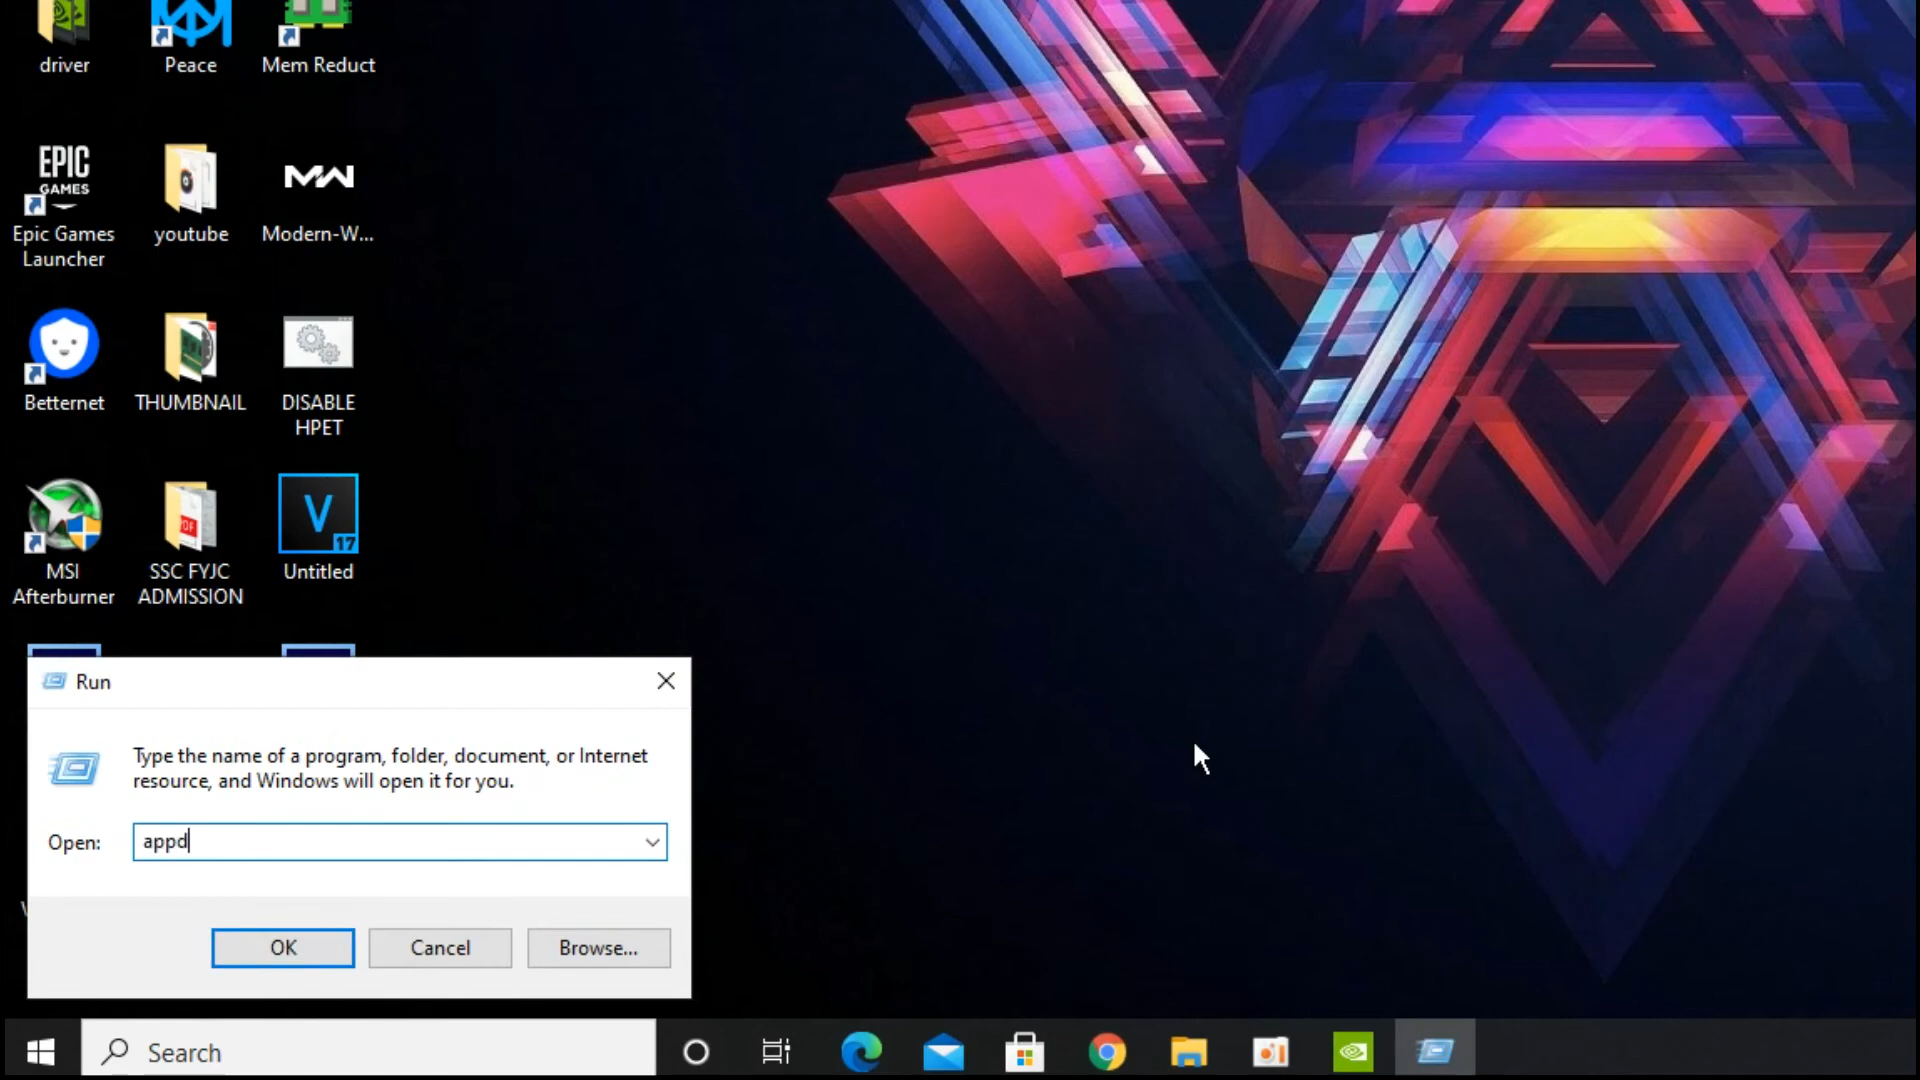 driver
Peace
Mem Reduct
EPIC
GAMES
MW
Epic Games
Launcher
youtube
Modern-W...
Betternet
THUMBNAIL
DISABLE
HPET
V
17
MSI
Afterburner
SSC FYJC
ADMISSION
Untitled
Run
Type the name of a program, folder, document, or Internet
resource, and Windows will open it for you.
Open:
appd
OK
Cancel
Browse...
Search